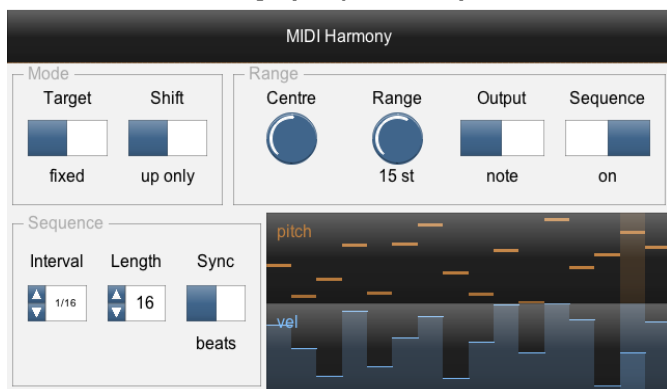 MIDI Harmony
Mode
Target
Shift
fixed
up only
Range
Centre
Range
Output
Sequence
15 st
note
on
Sequence
Interval
Length
Sync
1/16
16
beats
pitch
vel